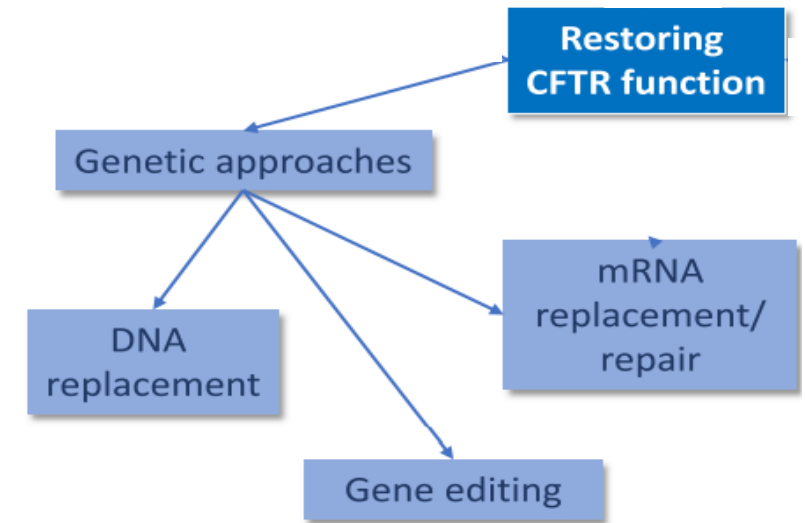 Restoring
CFTR function
Genetic approaches
mRNA
replacement/
repair
DNA
replacement
Gene editing